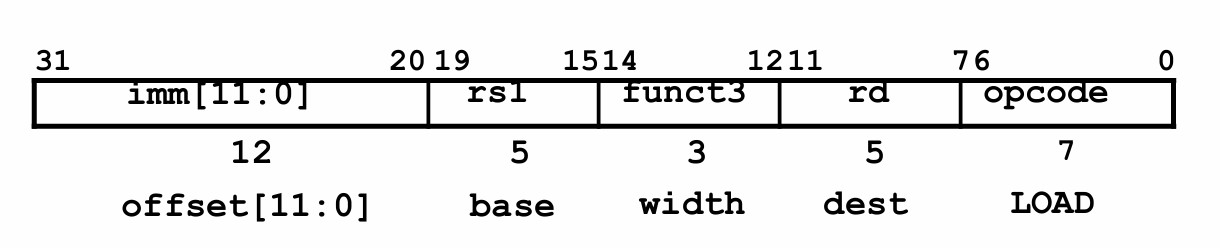 31 20 19 15 14 12 11 7 6 0
imm[11:0] rs1 funct3 rd opcode
12 5 3 5 7
offset[11:0] base width dest LOAD